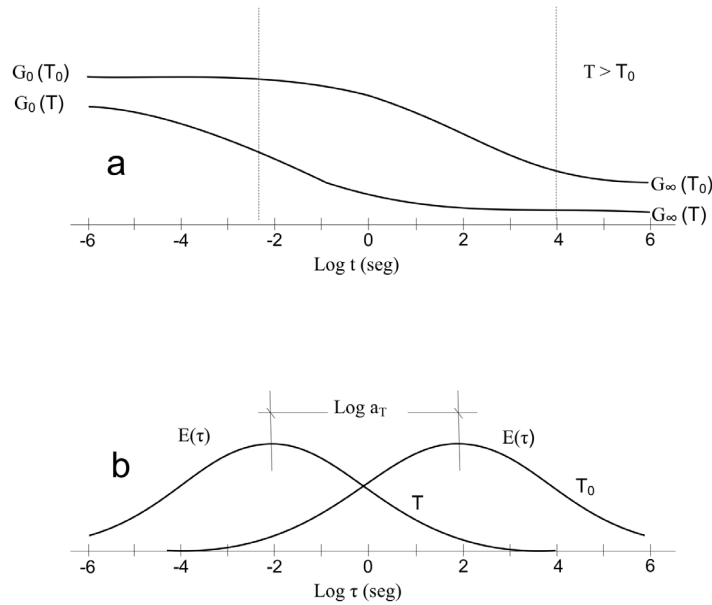 G₀ (T₀)
T > T₀
G₀ (T)
a
G∞ (T₀)
G∞ (T)
-6 -4 -2 0 2 4 6
Log t (seg)
Log a_T
E(τ) E(τ)
b
T T₀
-6 -4 -2 0 2 4 6
Log τ (seg)